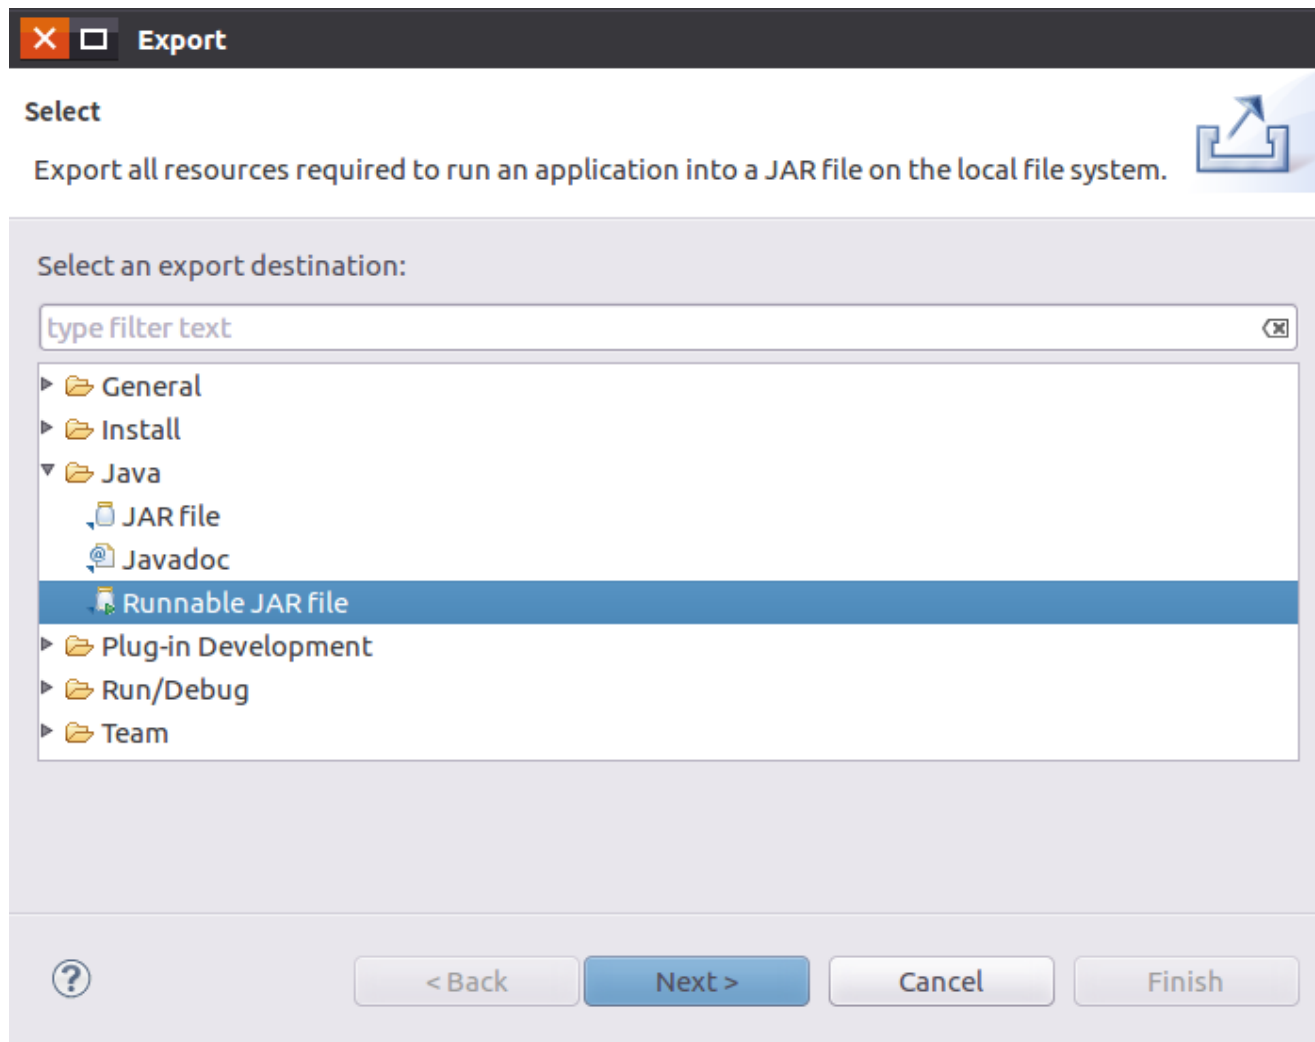 Export
Select
Export all resources required to run an application into a JAR file on the local file system.
Select an export destination:
type filter text
General
Install
Java
JAR file
Javadoc
Runnable JAR file
Plug-in Development
Run/Debug
Team
? < Back Next > Cancel Finish